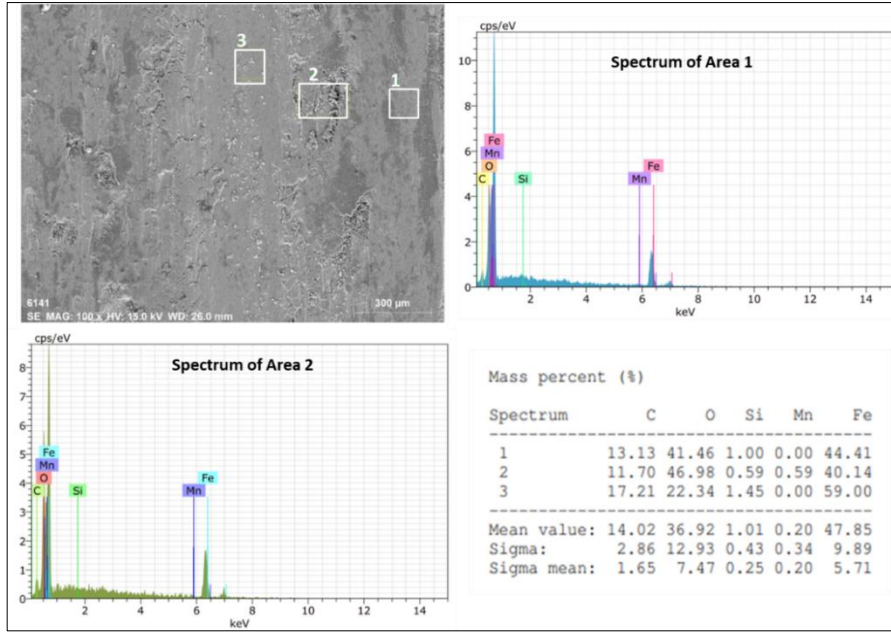 3
2
1
6141
SE MAG: 100 x HV: 15.0 kV WD: 26.0 mm
300 µm
cps/eV
Spectrum of Area 1
10
8
6
4
2
0
Fe
Mn
O
C
Si
Mn
Fe
2 4 6 8 10 12 14
keV
cps/eV
Spectrum of Area 2
8
7
6
5
4
3
2
1
0
Fe
Mn
O
C
Si
Mn
Fe
2 4 6 8 10 12 14
keV
Mass percent (%)
Spectrum C O Si Mn Fe
1 13.13 41.46 1.00 0.00 44.41
2 11.70 46.98 0.59 0.59 40.14
3 17.21 22.34 1.45 0.00 59.00
Mean value: 14.02 36.92 1.01 0.20 47.85
Sigma: 2.86 12.93 0.43 0.34 9.89
Sigma mean: 1.65 7.47 0.25 0.20 5.71